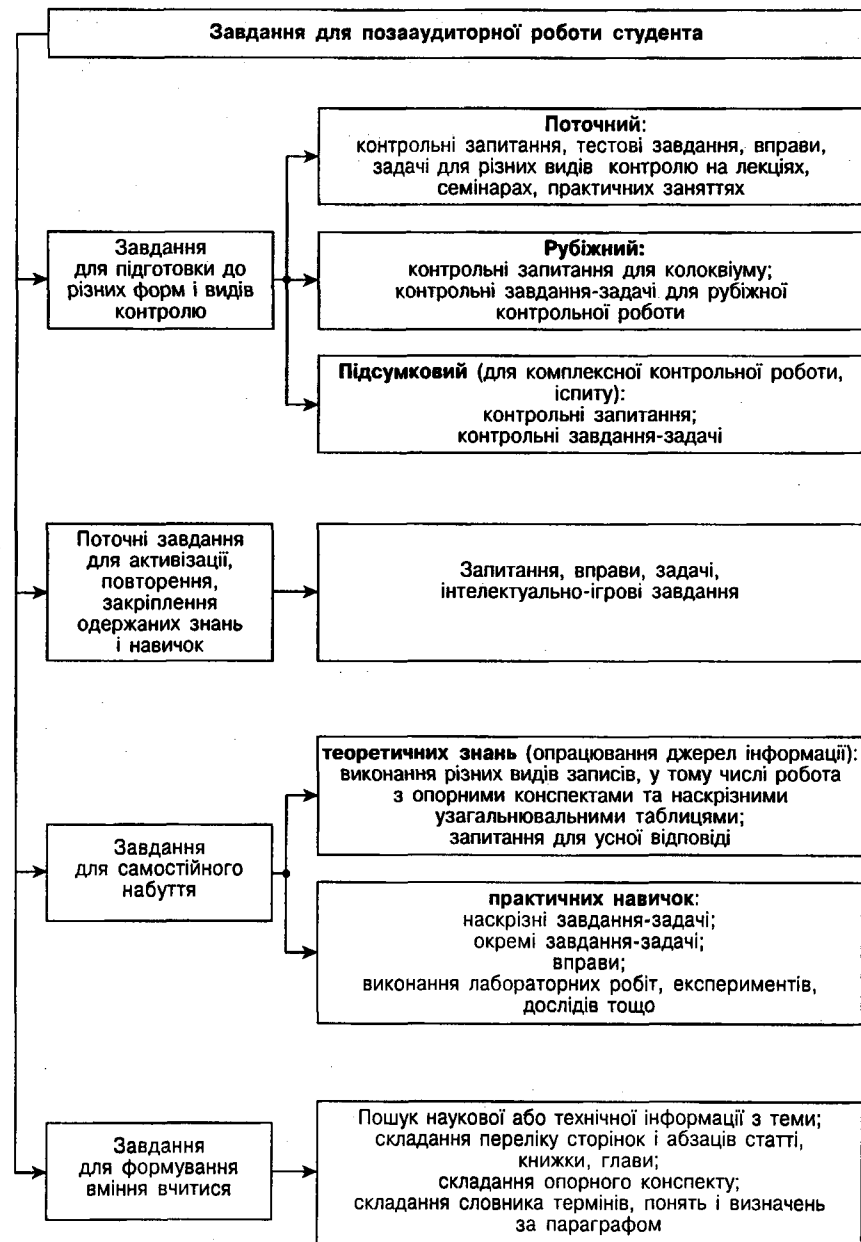 Завдання для позааудиторної роботи студента
Завдання
для підготовки до
різних форм і видів
контролю
Поточний:
контрольні запитання, тестові завдання, вправи,
задачі для різних видів контролю на лекціях,
семінарах, практичних заняттях
Рубіжний:
контрольні запитання для колоквіуму;
контрольні завдання-задачі для рубіжної
контрольної роботи
Підсумковий (для комплексної контрольної роботи,
іспиту):
контрольні запитання;
контрольні завдання-задачі
Поточні завдання
для активізації,
повторення,
закріплення
одержаних знань
і навичок
Запитання, вправи, задачі,
інтелектуально-ігрові завдання
Завдання
для самостійного
набуття
теоретичних знань (опрацювання джерел інформації):
виконання різних видів записів, у тому числі робота
з опорними конспектами та наскрізними
узагальнювальними таблицями;
запитання для усної відповіді
практичних навичок:
наскрізні завдання-задачі;
окремі завдання-задачі;
вправи;
виконання лабораторних робіт, експериментів,
дослідів тощо
Завдання
для формування
вміння вчитися
Пошук наукової або технічної інформації з теми;
складання переліку сторінок і абзаців статті,
книжки, глави;
складання опорного конспекту;
складання словника термінів, понять і визначень
за параграфом